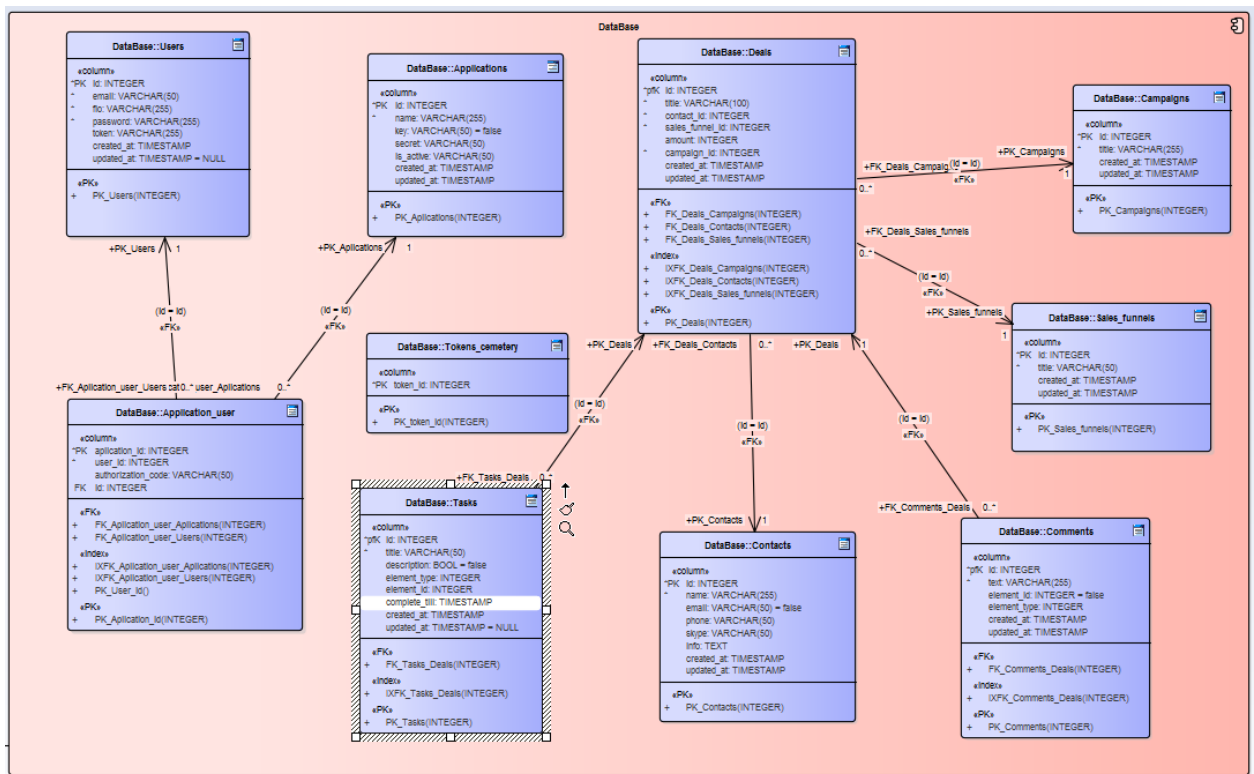 DataBase
DataBase::Users
«column»
*PK Id: INTEGER
* email: VARCHAR(50)
* fio: VARCHAR(255)
* password: VARCHAR(255)
token: VARCHAR(255)
created_at: TIMESTAMP
updated_at: TIMESTAMP = NULL
«PK»
+ PK_Users(INTEGER)
DataBase::Applications
«column»
*PK Id: INTEGER
* name: VARCHAR(255)
key: VARCHAR(50) = false
secret: VARCHAR(50)
is_active: VARCHAR(50)
created_at: TIMESTAMP
updated_at: TIMESTAMP
«PK»
+ PK_Aplications(INTEGER)
DataBase::Deals
«column»
*pfK Id: INTEGER
* title: VARCHAR(100)
* contact_id: INTEGER
* sales_funnel_id: INTEGER
amount: INTEGER
* campaign_id: INTEGER
created_at: TIMESTAMP
updated_at: TIMESTAMP
«FK»
+ FK_Deals_Campaigns(INTEGER)
+ FK_Deals_Contacts(INTEGER)
+ FK_Deals_Sales_funnels(INTEGER)
«index»
+ IXFK_Deals_Campaigns(INTEGER)
+ IXFK_Deals_Contacts(INTEGER)
+ IXFK_Deals_Sales_funnels(INTEGER)
«PK»
+ PK_Deals(INTEGER)
DataBase::Campaigns
«column»
*PK Id: INTEGER
* title: VARCHAR(255)
created_at: TIMESTAMP
updated_at: TIMESTAMP
«PK»
+ PK_Campaigns(INTEGER)
+PK_Campaigns
1
+FK_Deals_Campaig
(Id = Id)
«FK»
0..*
+FK_Deals_Sales_funnels
0..*
(Id = Id)
«FK»
+PK_Sales_funnels
1
+PK_Users 1
(Id = Id)
«FK»
+PK_Aplications 1
(Id = Id)
«FK»
DataBase::Sales_funnels
«column»
*PK Id: INTEGER
* title: VARCHAR(50)
created_at: TIMESTAMP
updated_at: TIMESTAMP
«PK»
+ PK_Sales_funnels(INTEGER)
DataBase::Tokens_cemetery
«column»
*PK token_id: INTEGER
«PK»
+ PK_token_id(INTEGER)
+PK_Deals
+FK_Deals_Contacts 0..*
+PK_Deals 1
(Id = Id)
«FK»
(Id = Id)
«FK»
(Id = Id)
«FK»
+FK_Aplication_user_Users cat 0..* user_Aplications 0..*
DataBase::Application_user
«column»
*PK aplication_id: INTEGER
* user_id: INTEGER
authorization_code: VARCHAR(50)
FK Id: INTEGER
«FK»
+ FK_Aplication_user_Aplications(INTEGER)
+ FK_Aplication_user_Users(INTEGER)
«index»
+ IXFK_Aplication_user_Aplications(INTEGER)
+ IXFK_Aplication_user_Users(INTEGER)
+ PK_User_Id()
«PK»
+ PK_Aplication_Id(INTEGER)
+FK_Tasks_Deals 0..*
DataBase::Tasks
«column»
*pfK Id: INTEGER
* title: VARCHAR(50)
description: BOOL = false
element_type: INTEGER
element_id: INTEGER
complete_till: TIMESTAMP
created_at: TIMESTAMP
updated_at: TIMESTAMP = NULL
«FK»
+ FK_Tasks_Deals(INTEGER)
«index»
+ IXFK_Tasks_Deals(INTEGER)
«PK»
+ PK_Tasks(INTEGER)
+PK_Contacts 1
DataBase::Contacts
«column»
*PK Id: INTEGER
* name: VARCHAR(255)
email: VARCHAR(50) = false
phone: VARCHAR(50)
skype: VARCHAR(50)
info: TEXT
created_at: TIMESTAMP
updated_at: TIMESTAMP
«PK»
+ PK_Contacts(INTEGER)
+FK_Comments_Deals 0..*
DataBase::Comments
«column»
*pfK Id: INTEGER
* text: VARCHAR(255)
element_id: INTEGER = false
element_type: INTEGER
created_at: TIMESTAMP
updated_at: TIMESTAMP
«FK»
+ FK_Comments_Deals(INTEGER)
«index»
+ IXFK_Comments_Deals(INTEGER)
«PK»
+ PK_Comments(INTEGER)